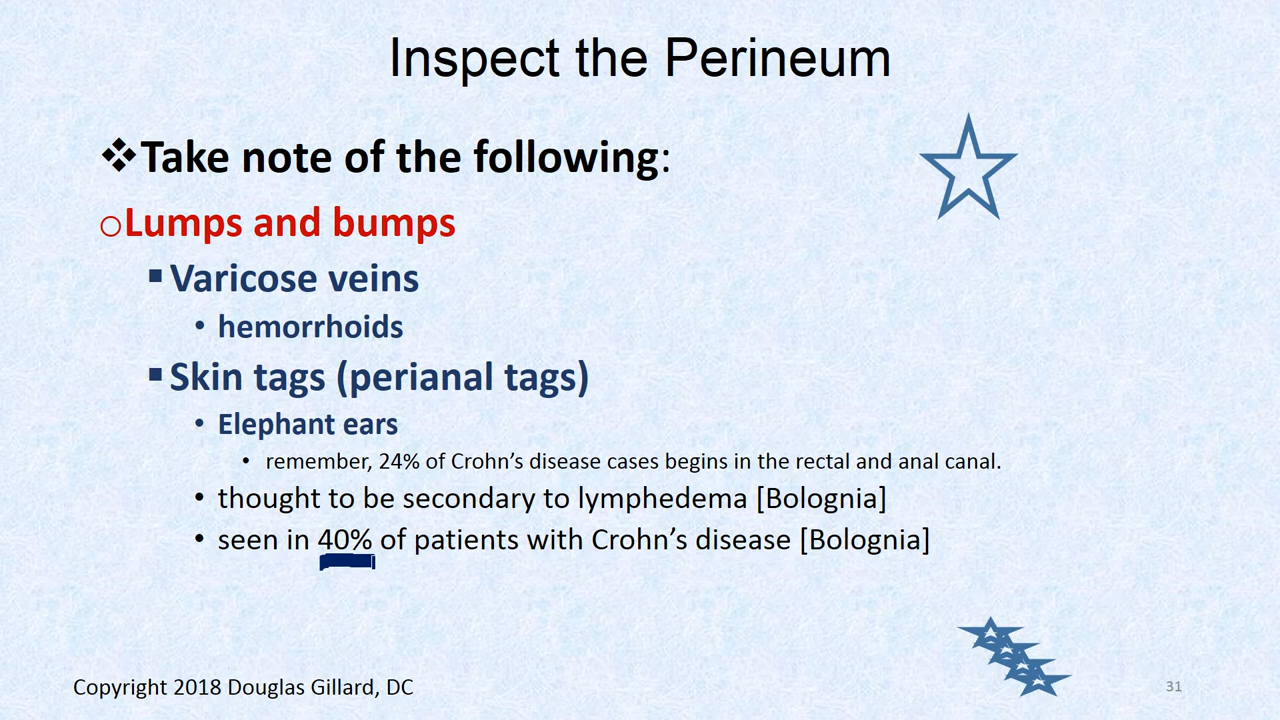 Inspect the Perineum
❖Take note of the following:
○Lumps and bumps
▪Varicose veins
• hemorrhoids
▪Skin tags (perianal tags)
• Elephant ears
• remember, 24% of Crohn’s disease cases begins in the rectal and anal canal.
• thought to be secondary to lymphedema [Bolognia]
• seen in 40% of patients with Crohn’s disease [Bolognia]
Copyright 2018 Douglas Gillard, DC
31